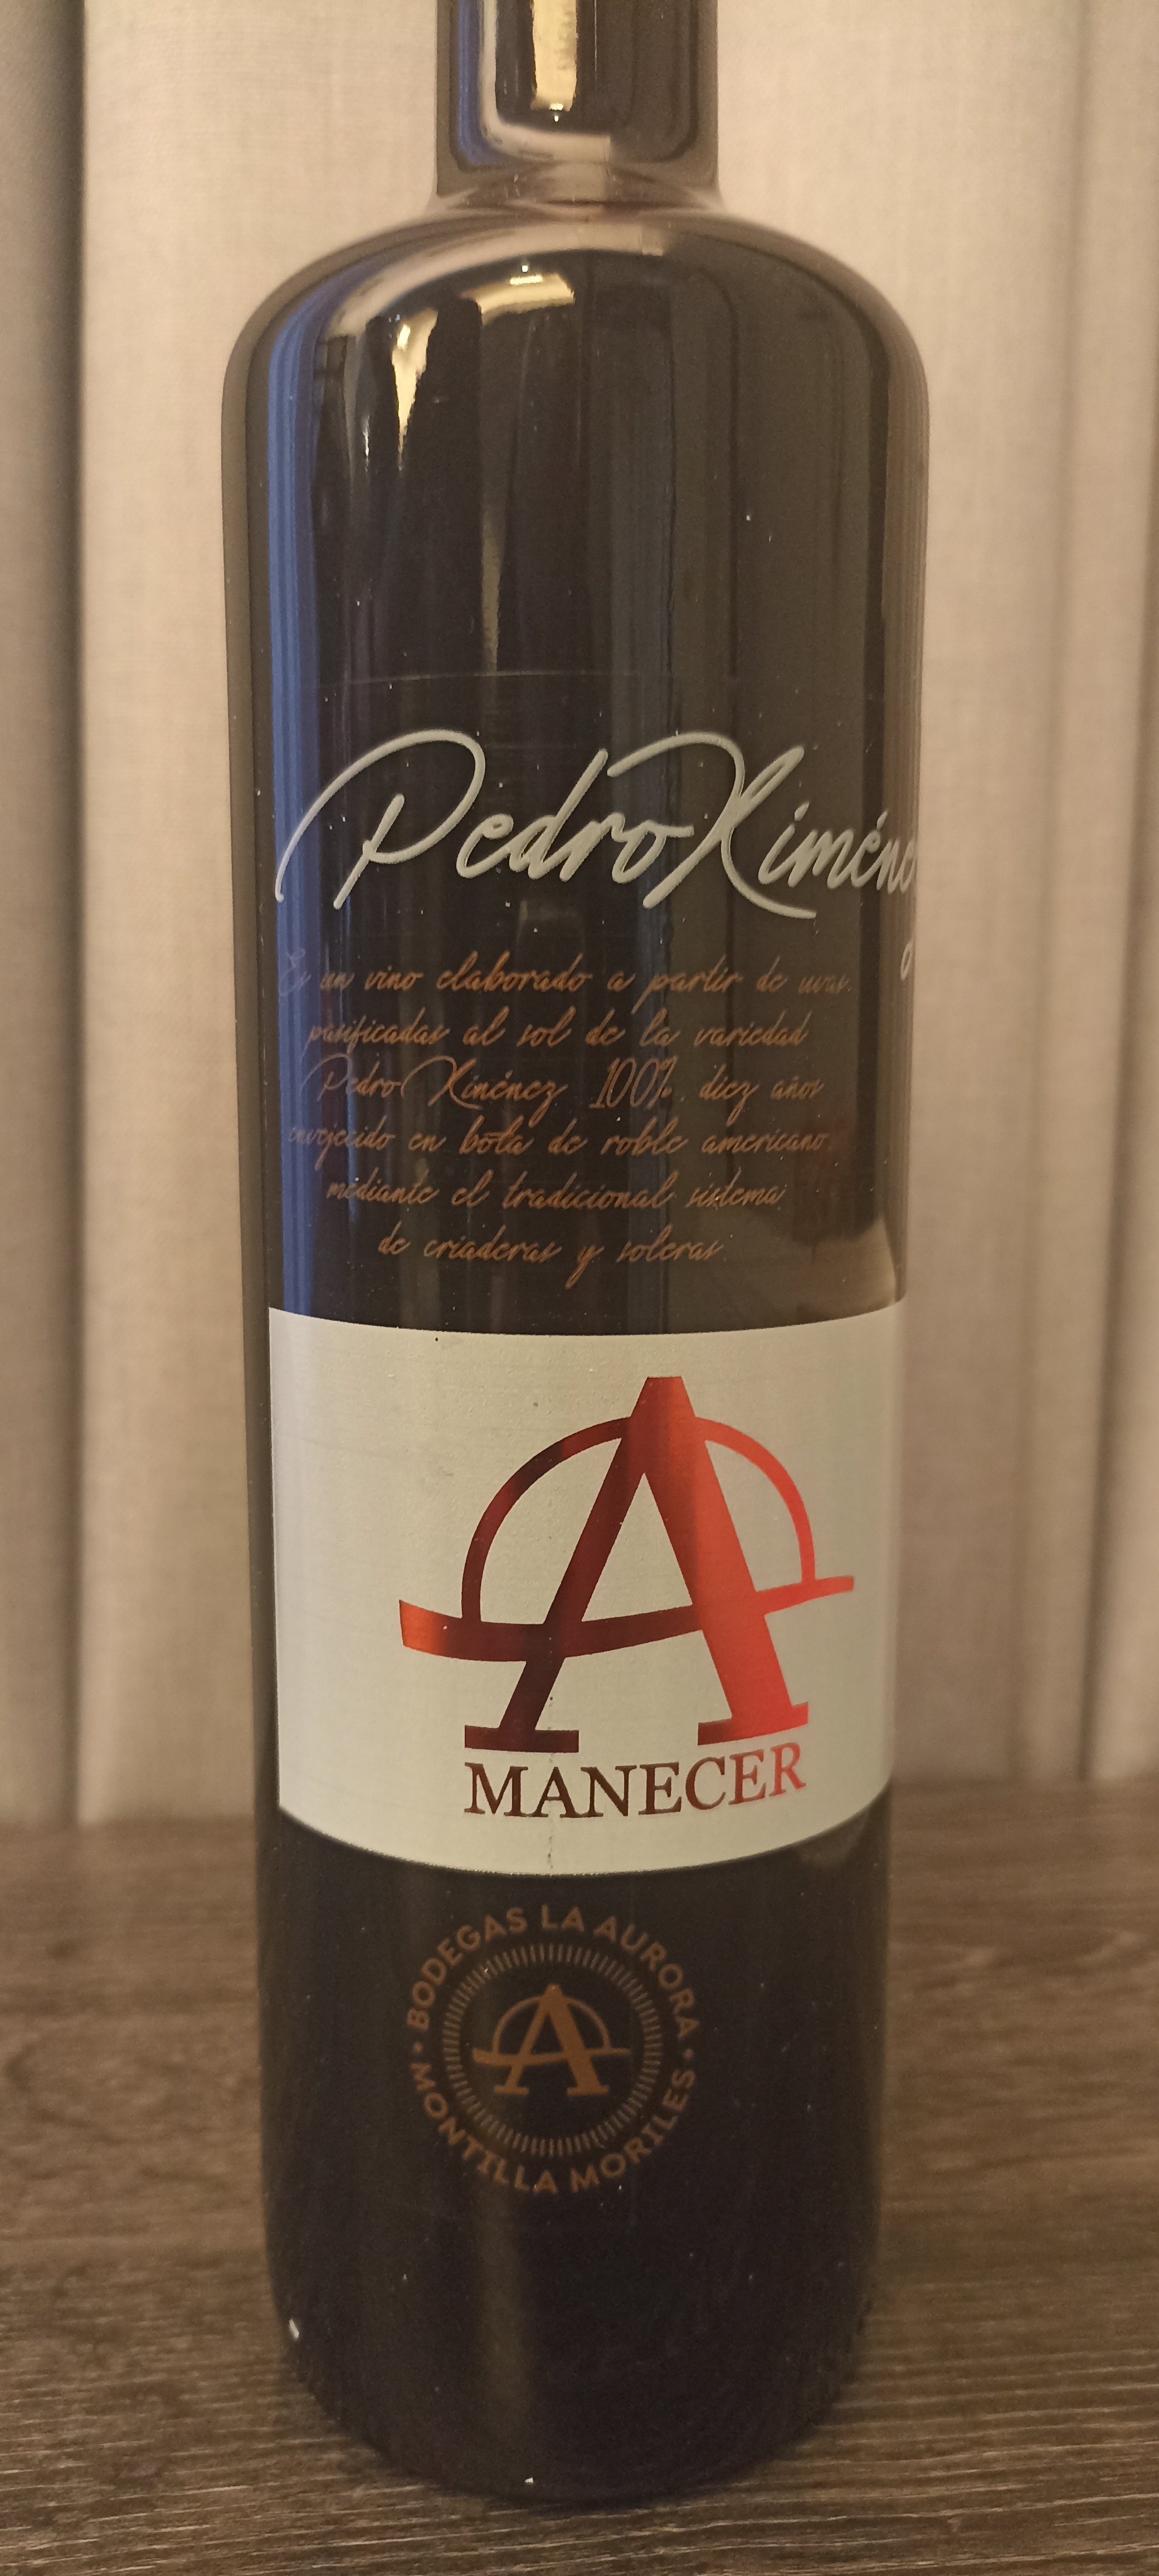 Pedro Ximéne
Es un vino elaborado a partir de uvas
pasificadas al sol de la variedad
Pedro Ximénez 100%, diez años
envejecido en bota de roble americano
mediante el tradicional sistema
de criaderas y soleras.
A
MANECER
BODEGAS LA AURORA
A
• MONTILLA MORILES •